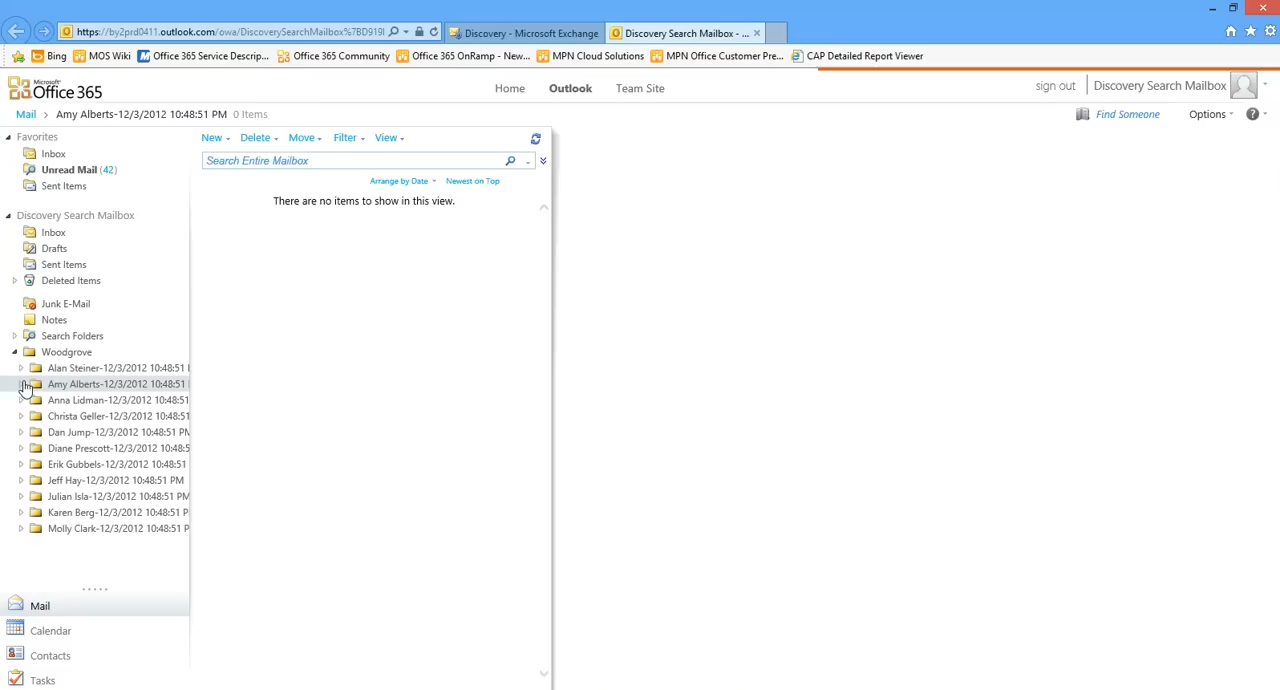 https://by2prd0411.outlook.com/owa/DiscoverySearchMailbox%7BD919
Discovery - Microsoft Exchange
Discovery Search Mailbox - ...
Bing
MOS Wiki
Office 365 Service Descrip...
Office 365 Community
Office 365 OnRamp - New...
MPN Cloud Solutions
MPN Office Customer Pre...
CAP Detailed Report Viewer
Microsoft
Office 365
Home
Outlook
Team Site
sign out
Discovery Search Mailbox
Mail > Amy Alberts-12/3/2012 10:48:51 PM 0 Items
Find Someone
Options
Favorites
Inbox
Unread Mail (42)
Sent Items
Discovery Search Mailbox
Inbox
Drafts
Sent Items
Deleted Items
Junk E-Mail
Notes
Search Folders
Woodgrove
Alan Steiner-12/3/2012 10:48:51
Amy Alberts-12/3/2012 10:48:51
Anna Lidman-12/3/2012 10:48:51
Christa Geller-12/3/2012 10:48:51
Dan Jump-12/3/2012 10:48:51 PM
Diane Prescott-12/3/2012 10:48:5
Erik Gubbels-12/3/2012 10:48:51
Jeff Hay-12/3/2012 10:48:51 PM
Julian Isla-12/3/2012 10:48:51 PM
Karen Berg-12/3/2012 10:48:51 P
Molly Clark-12/3/2012 10:48:51 P
Mail
Calendar
Contacts
Tasks
New
Delete
Move
Filter
View
Search Entire Mailbox
Arrange by Date
Newest on Top
There are no items to show in this view.